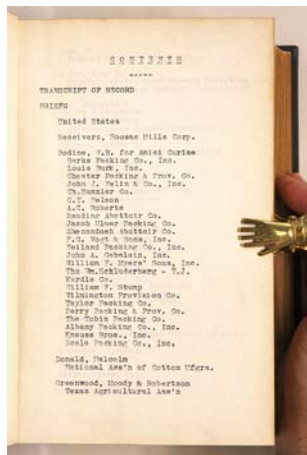 CONTENTS
-----
TRANSCRIPT OF RECORD
BRIEFS
United States
Receivers, Hoosac Mills Corp.
Bodine, W.B. for Amici Curiae
Berks Packing Co., Inc.
Louis Burk, Inc.
Chester Packing & Prov. Co.
John J. Felin & Co., Inc.
Ch.Kunzler Co.
C.T. Nelson
A.C. Roberts
Reading Abattoir Co.
Jacob Ulmer Packing Co.
Shenandoah Abattoir Co.
F.G. Vogt & Sons, Inc.
Weiland Packing Co., Inc.
John A. Gebelein, Inc.
William F. Myers' Sons, Inc.
The Wm.Schluderberg - T.J.
Kurdle Co.
William F. Stump
Wilmington Provision Co.
Taylor Packing Co.
Perry Packing & Prov. Co.
The Tobin Packing Co.
Albany Packing Co., Inc.
Knauss Bros., Inc.
Scala Packing Co., Inc.
Donald, Malcolm
National Ass'n of Cotton Mfgrs.
Greenwood, Moody & Robertson
Texas Agricultural Ass'n